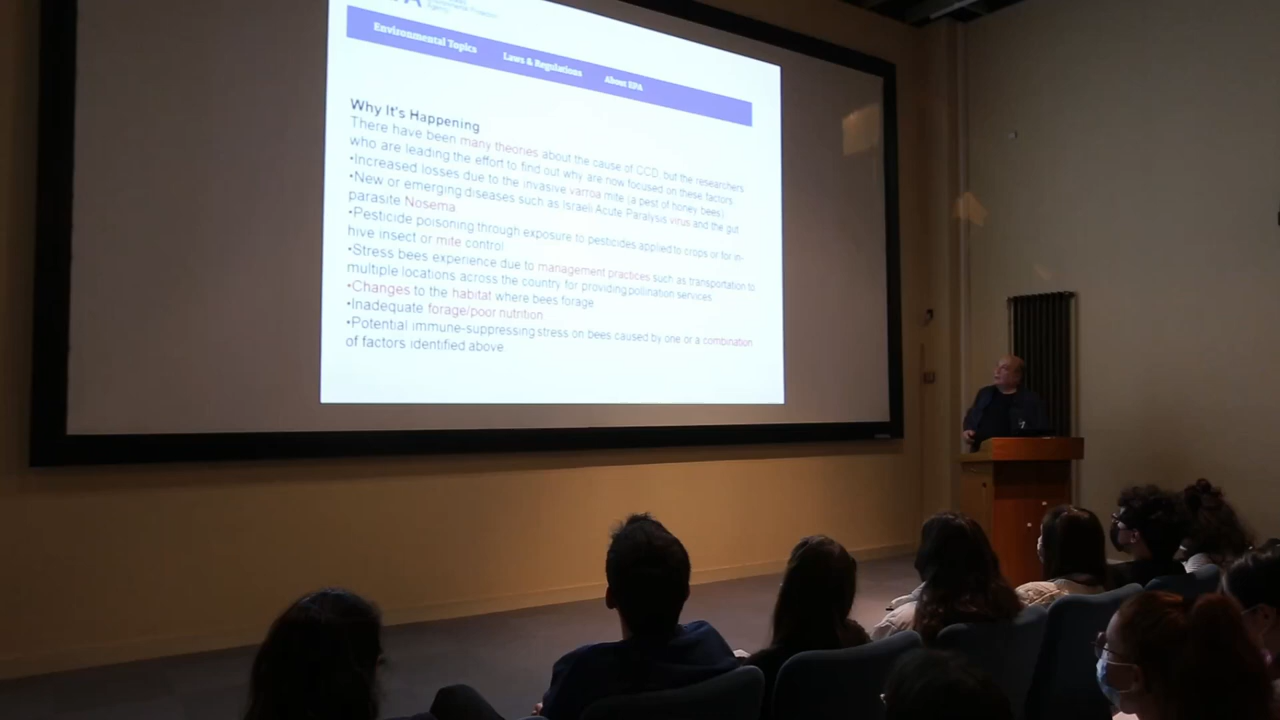 Environmental Topics Laws & Regulations About EPA
Why It's Happening
There have been many theories about the cause of CCD, but the researchers
who are leading the effort to find out why are now focused on these factors:
•Increased losses due to the invasive varroa mite (a pest of honey bees)
•New or emerging diseases such as Israeli Acute Paralysis virus and the gut
parasite Nosema.
•Pesticide poisoning through exposure to pesticides applied to crops or for in-
hive insect or mite control
•Stress bees experience due to management practices such as transportation to
multiple locations across the country for providing pollination services
•Changes to the habitat where bees forage
•Inadequate forage/poor nutrition
•Potential immune-suppressing stress on bees caused by one or a combination
of factors identified above.